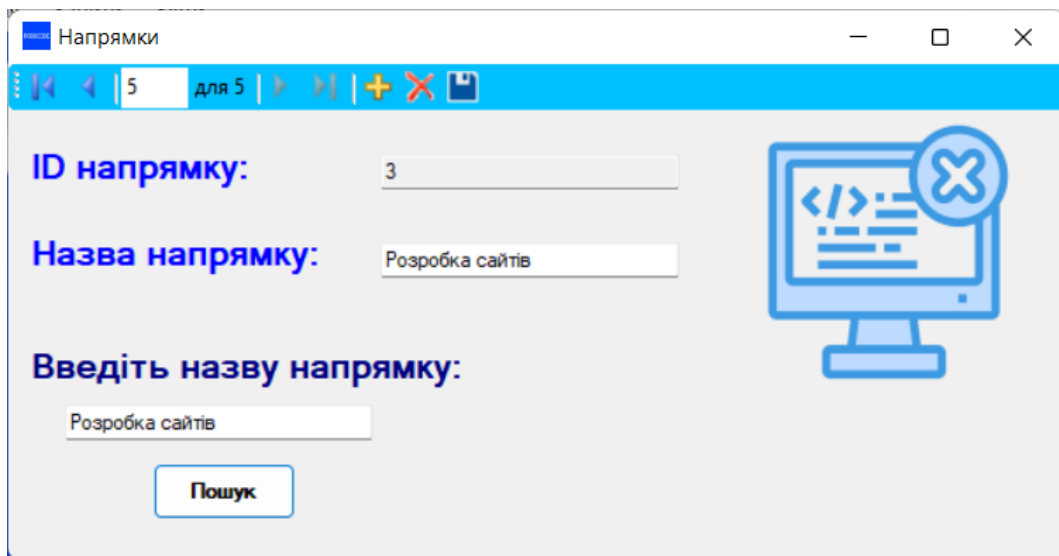 Напрямки
5 для 5
ID напрямку: 3
Назва напрямку: Розробка сайтів
Введіть назву напрямку:
Розробка сайтів
Пошук